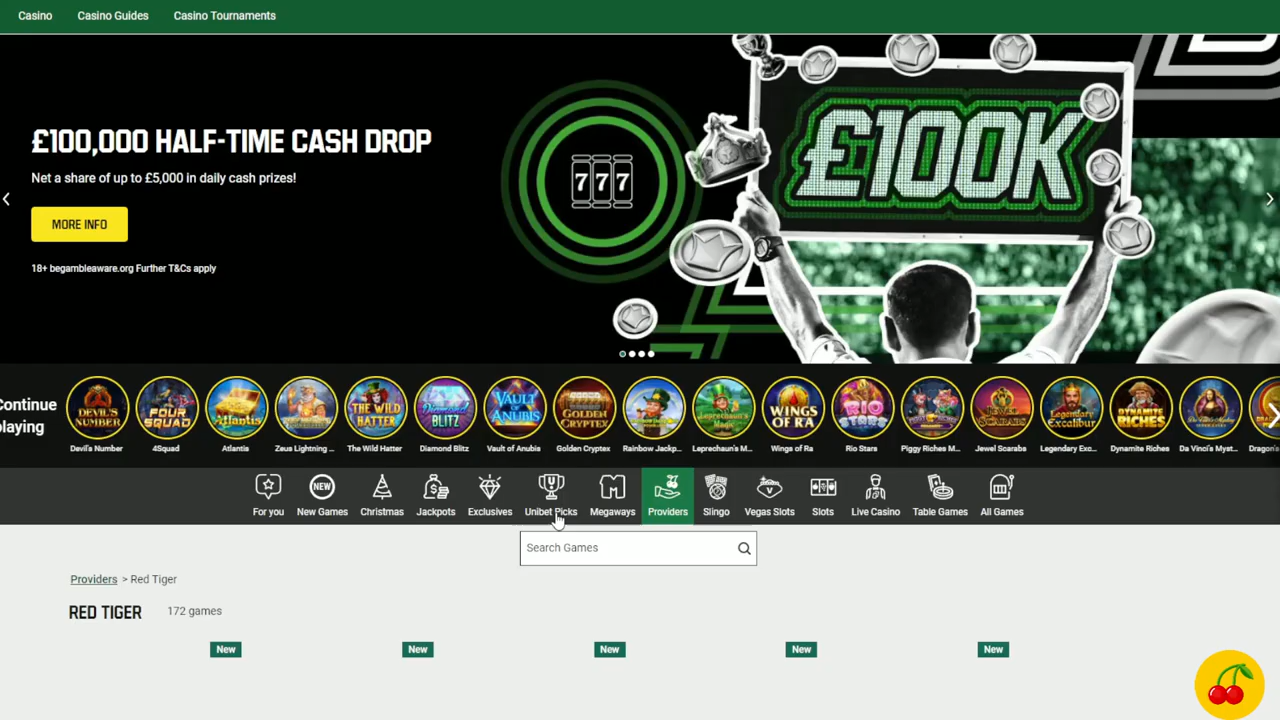 Casino Casino Guides Casino Tournaments
£100,000 HALF-TIME CASH DROP
Net a share of up to £5,000 in daily cash prizes!
MORE INFO
18+ begambleaware.org Further T&Cs apply
777
£100K
Continue
playing
DEVIL'S NUMBER FOUR SQUAD Atlantis THE WILD HATTER Diamond BLITZ VAULT OF ANUBIS GOLDEN CRYPTEX Leprechaun's Magic WINGS OF RA RIO STARS JEWEL SCARABS Legendary Excalibur DYNAMITE RICHES
Devil's Number 4Squad Atlantis Zeus Lightning ... The Wild Hatter Diamond Blitz Vault of Anubis Golden Cryptex Rainbow Jackp... Leprechaun's M... Wings of Ra Rio Stars Piggy Riches M... Jewel Scarabs Legendary Exc... Dynamite Riches Da Vinci's Myst... Dragon's
NEW U M V
For you New Games Christmas Jackpots Exclusives Unibet Picks Megaways Providers Slingo Vegas Slots Slots Live Casino Table Games All Games
Search Games
Providers > Red Tiger
RED TIGER 172 games
New New New New New